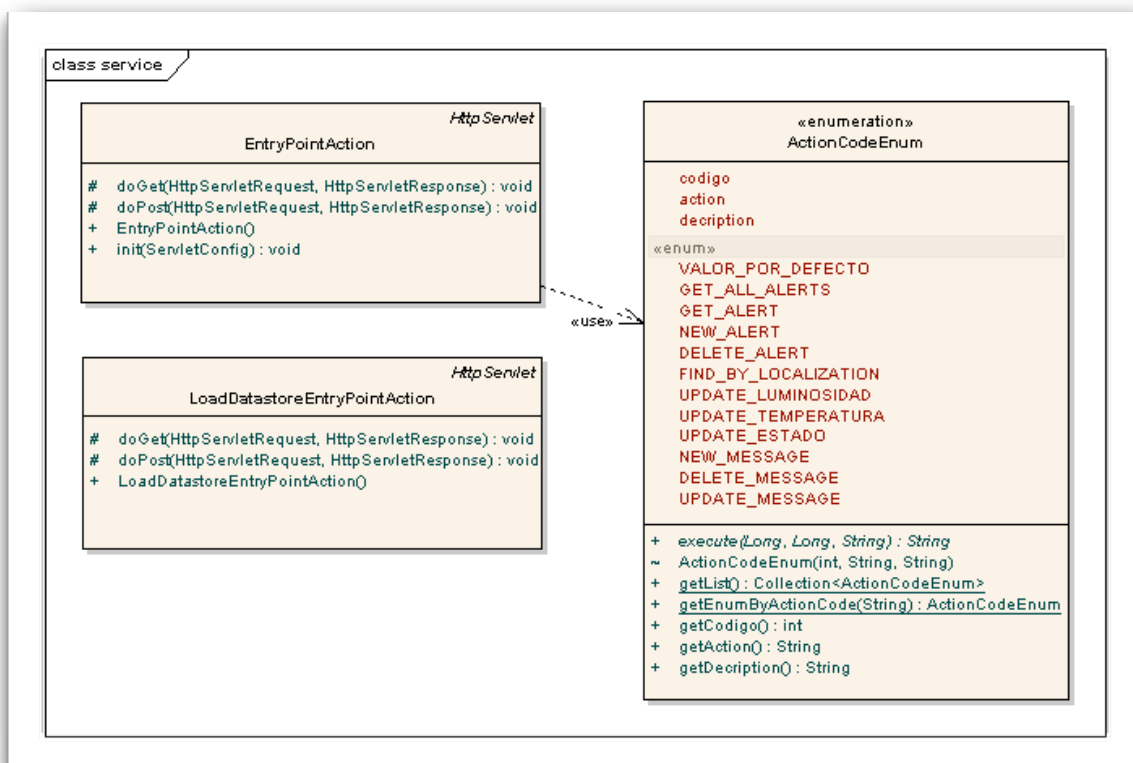 class service
HttpServlet
EntryPointAction
# doGet(HttpServletRequest, HttpServletResponse) : void
# doPost(HttpServletRequest, HttpServletResponse) : void
+ EntryPointAction()
+ init(ServletConfig) : void
«use»
HttpServlet
LoadDatastoreEntryPointAction
# doGet(HttpServletRequest, HttpServletResponse) : void
# doPost(HttpServletRequest, HttpServletResponse) : void
+ LoadDatastoreEntryPointAction()
«enumeration»
ActionCodeEnum
codigo
action
decription
«enum»
VALOR_POR_DEFECTO
GET_ALL_ALERTS
GET_ALERT
NEW_ALERT
DELETE_ALERT
FIND_BY_LOCALIZATION
UPDATE_LUMINOSIDAD
UPDATE_TEMPERATURA
UPDATE_ESTADO
NEW_MESSAGE
DELETE_MESSAGE
UPDATE_MESSAGE
+ execute(Long, Long, String) : String
~ ActionCodeEnum(int, String, String)
+ getList() : Collection<ActionCodeEnum>
+ getEnumByActionCode(String) : ActionCodeEnum
+ getCodigo() : int
+ getAction() : String
+ getDecription() : String